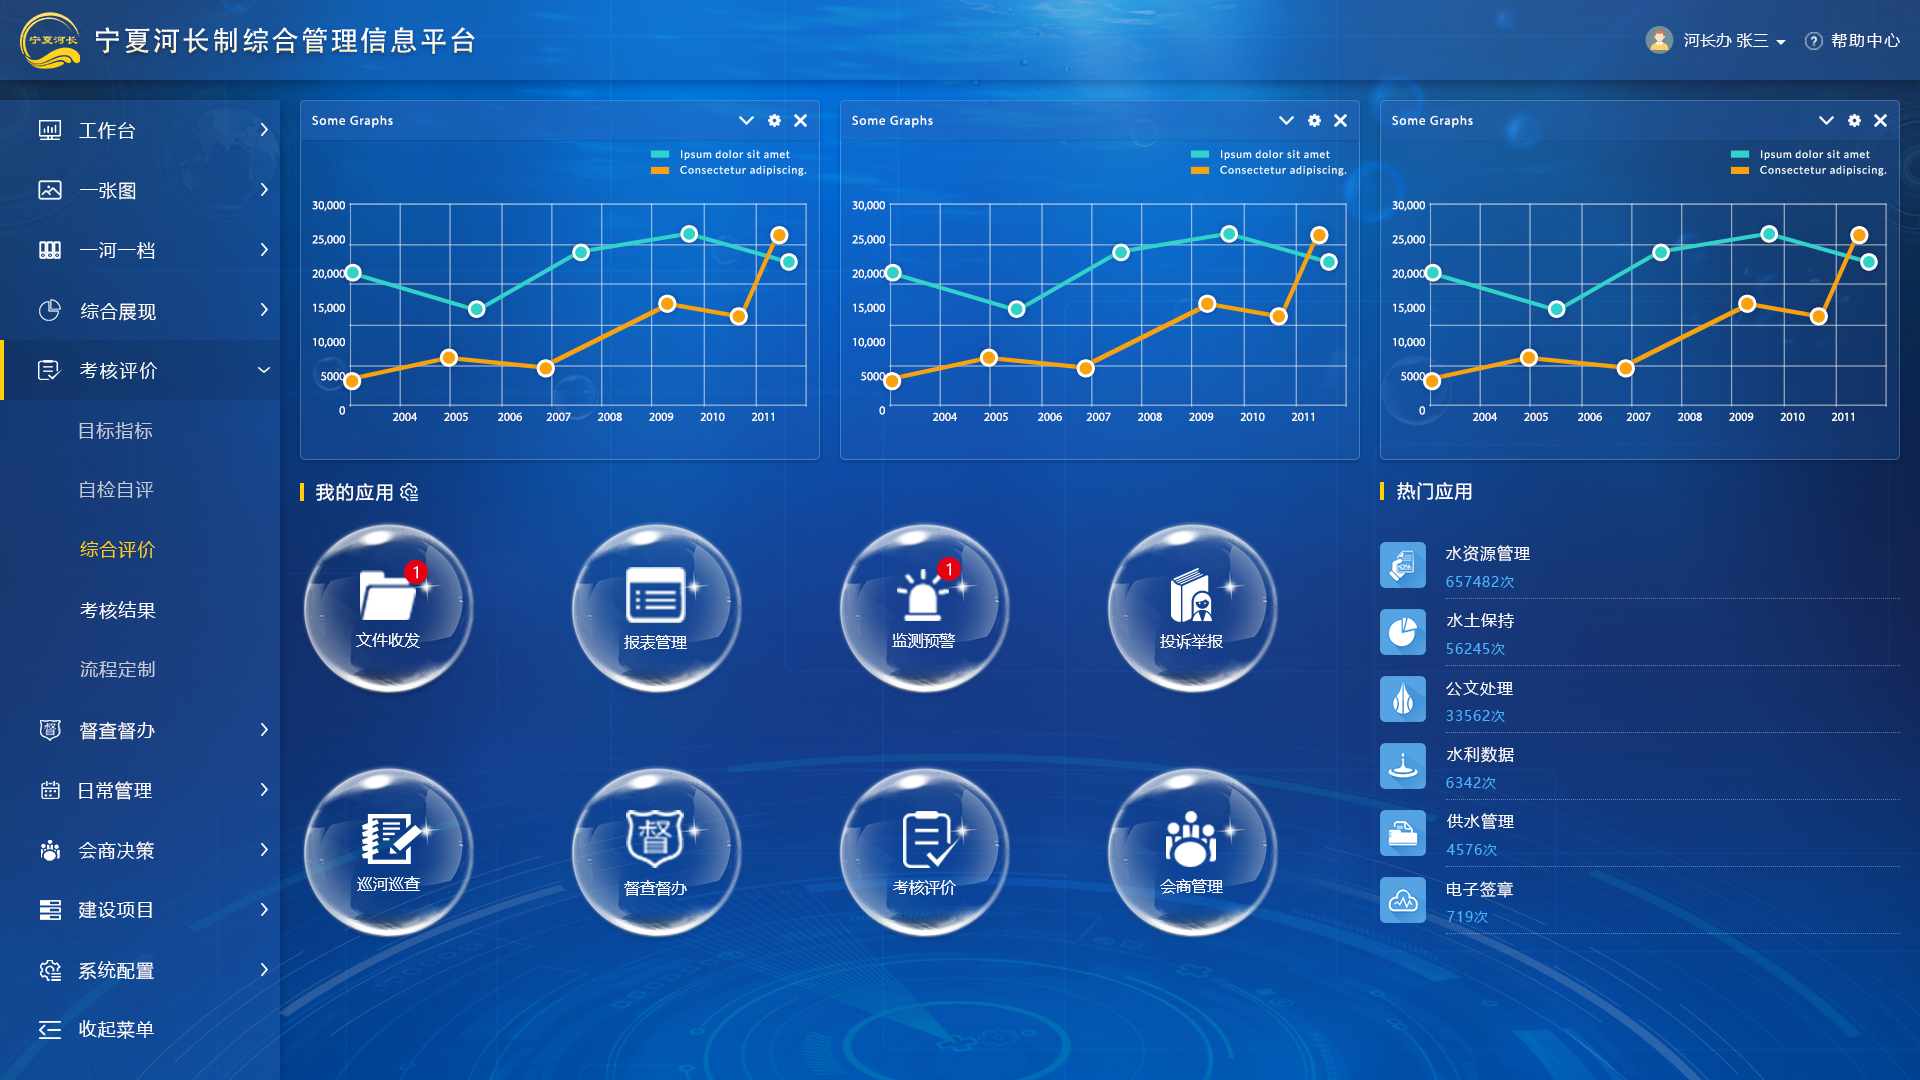 宁夏河长
宁夏河长制综合管理信息平台
河长办 张三
? 帮助中心
工作台
一张图
一河一档
综合展现
考核评价
目标指标
自检自评
综合评价
考核结果
流程定制
督 督查督办
日常管理
会商决策
建设项目
系统配置
收起菜单
Some Graphs
Ipsum dolor sit amet
Consectetur adipiscing.
30,000
25,000
20,000
15,000
10,000
5000
0
2004 2005 2006 2007 2008 2009 2010 2011
Some Graphs
Ipsum dolor sit amet
Consectetur adipiscing.
30,000
25,000
20,000
15,000
10,000
5000
0
2004 2005 2006 2007 2008 2009 2010 2011
Some Graphs
Ipsum dolor sit amet
Consectetur adipiscing.
30,000
25,000
20,000
15,000
10,000
5000
0
2004 2005 2006 2007 2008 2009 2010 2011
我的应用
1
文件收发
报表管理
1
监测预警
投诉举报
巡河巡查
督
督查督办
考核评价
会商管理
热门应用
水资源管理
657482次
水土保持
56245次
公文处理
33562次
水利数据
6342次
供水管理
4576次
电子签章
719次